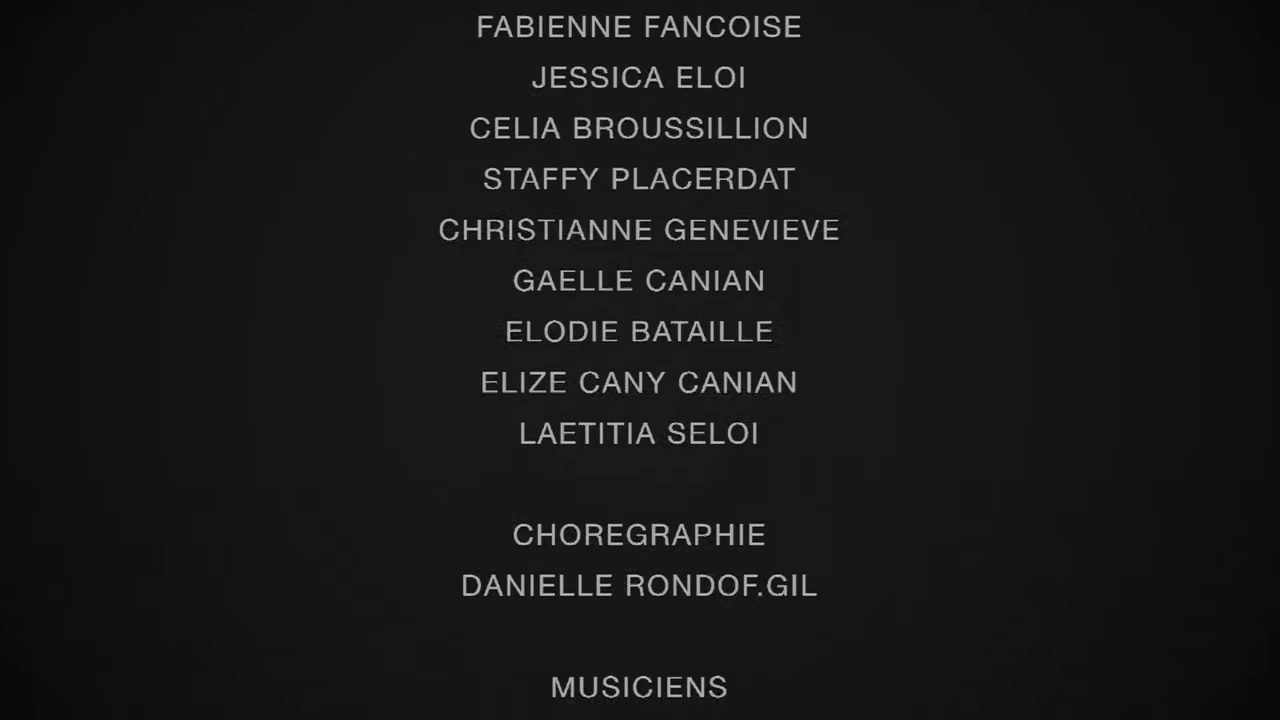 FABIENNE FANCOISE
JESSICA ELOI
CELIA BROUSSILLION
STAFFY PLACERDAT
CHRISTIANNE GENEVIEVE
GAELLE CANIAN
ELODIE BATAILLE
ELIZE CANY CANIAN
LAETITIA SELOI
CHOREGRAPHIE
DANIELLE RONDOF.GIL
MUSICIENS